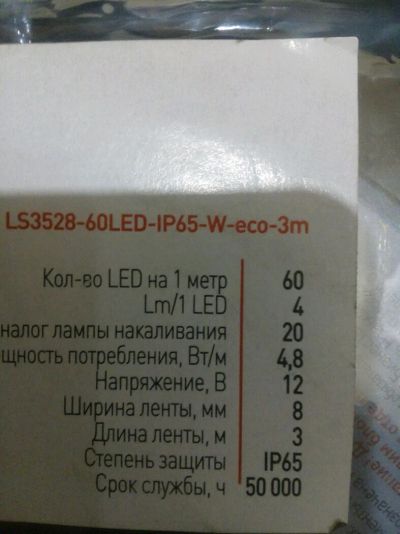 LS3528-60LED-IP65-W-eco-3m
Кол-во LED на 1 метр 60
Lm/1 LED 4
налог лампы накаливания 20
щность потребления, Вт/м 4,8
Напряжение, В 12
Ширина ленты, мм 8
Длина ленты, м 3
Степень защиты IP65
Срок службы, ч 50 000